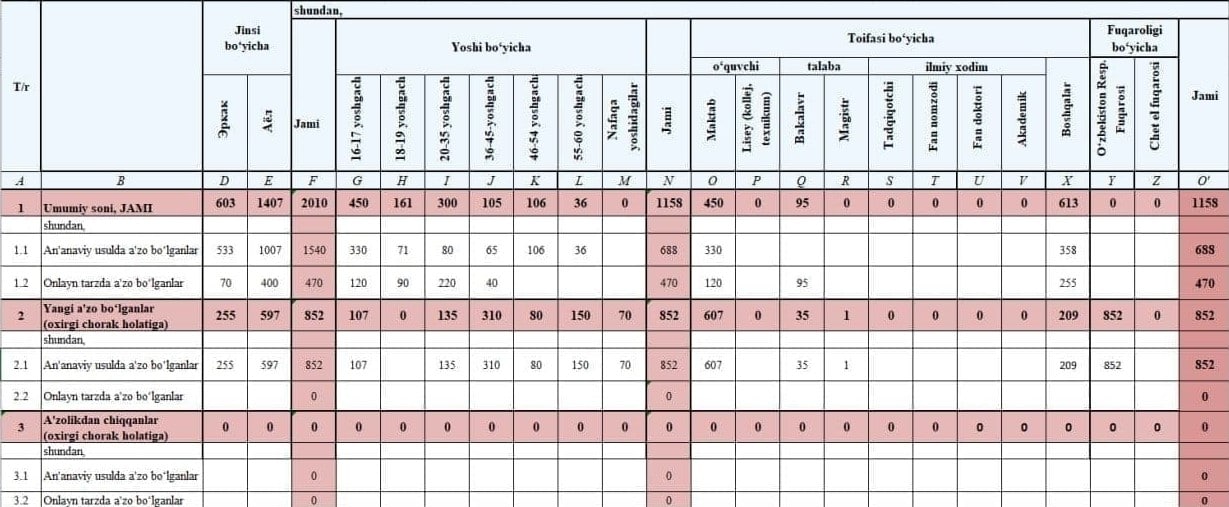 shundan,
T/r
Jinsi
bo‘yicha
Yoshi bo‘yicha
Toifasi bo‘yicha
Fuqaroligi
bo‘yicha
Jami
o‘quvchi talaba ilmiy xodim
Эркак
Аёл
Jami
16-17 yoshgach
18-19 yoshgach
20-35 yoshgach
36-45-yoshgach
46-54 yoshgach
55-60 yoshgach
Nafaqa
yoshidagilar
Jami
Maktab
Lisey (kollej,
texnikum)
Bakalavr
Magistr
Tadqiqotchi
Fan nomzodi
Fan doktori
Akademik
Boshqalar
O‘zbekiston Resp.
Fuqarosi
Chet el fuqarosi
A B D E F G H I J K L M N O P Q R S T U V X Y Z O'
1 Umumiy soni, JAMI 603 1407 2010 450 161 300 105 106 36 0 1158 450 0 95 0 0 0 0 0 613 0 0 1158
shundan,
1.1 An'anaviy usulda a'zo bo‘lganlar 533 1007 1540 330 71 80 65 106 36 688 330 358 688
1.2 Onlayn tarzda a'zo bo‘lganlar 70 400 470 120 90 220 40 470 120 95 255 470
2 Yangi a'zo bo‘lganlar
(oxirgi chorak holatiga) 255 597 852 107 0 135 310 80 150 70 852 607 0 35 1 0 0 0 0 209 852 0 852
shundan,
2.1 An'anaviy usulda a'zo bo‘lganlar 255 597 852 107 135 310 80 150 70 852 607 35 1 209 852 852
2.2 Onlayn tarzda a'zo bo‘lganlar 0 0 0
3 A'zolikdan chiqqanlar
(oxirgi chorak holatiga) 0 0 0 0 0 0 0 0 0 0 0 0 0 0 0 0 0 0 0 0 0 0 0
shundan,
3.1 An'anaviy usulda a'zo bo‘lganlar 0 0 0
3.2 Onlayn tarzda a'zo bo‘lganlar 0 0 0